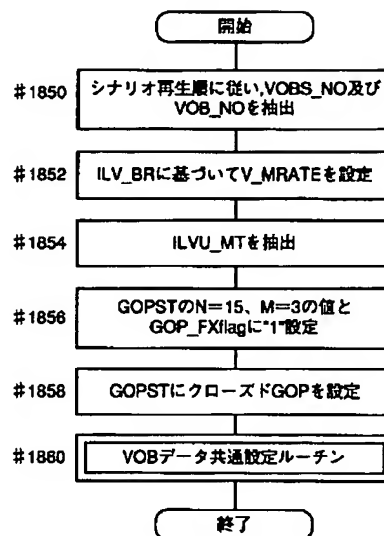 開始
#1850
シナリオ再生順に従い,VOBS_NO及び
VOB_NOを抽出
#1852
ILV_BRに基づいてV_MRATEを設定
#1854
ILVU_MTを抽出
#1856
GOPSTのN=15、M=3の値と
GOP_FXflagに"1"設定
#1858
GOPSTにクローズドGOPを設定
#1860
VOBデータ共通設定ルーチン
終了